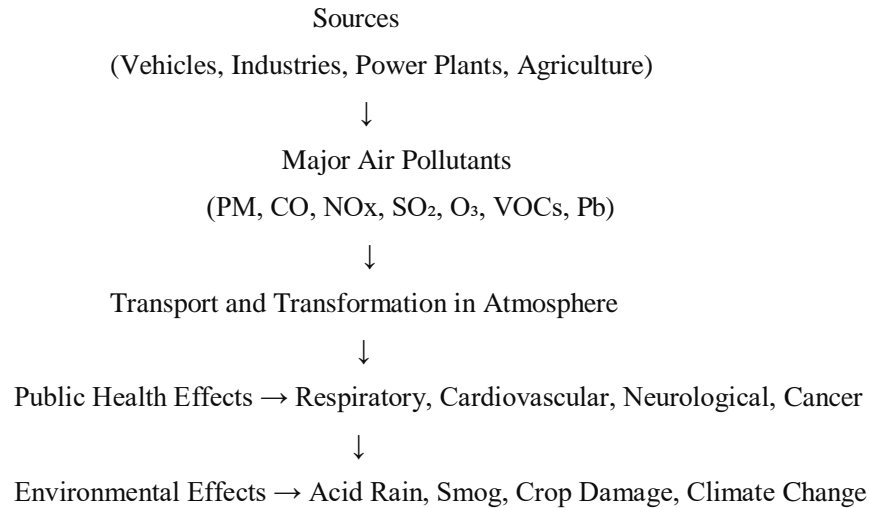 Sources
(Vehicles, Industries, Power Plants, Agriculture)
↓
Major Air Pollutants
(PM, CO, NOx, SO₂, O₃, VOCs, Pb)
↓
Transport and Transformation in Atmosphere
↓
Public Health Effects → Respiratory, Cardiovascular, Neurological, Cancer
↓
Environmental Effects → Acid Rain, Smog, Crop Damage, Climate Change